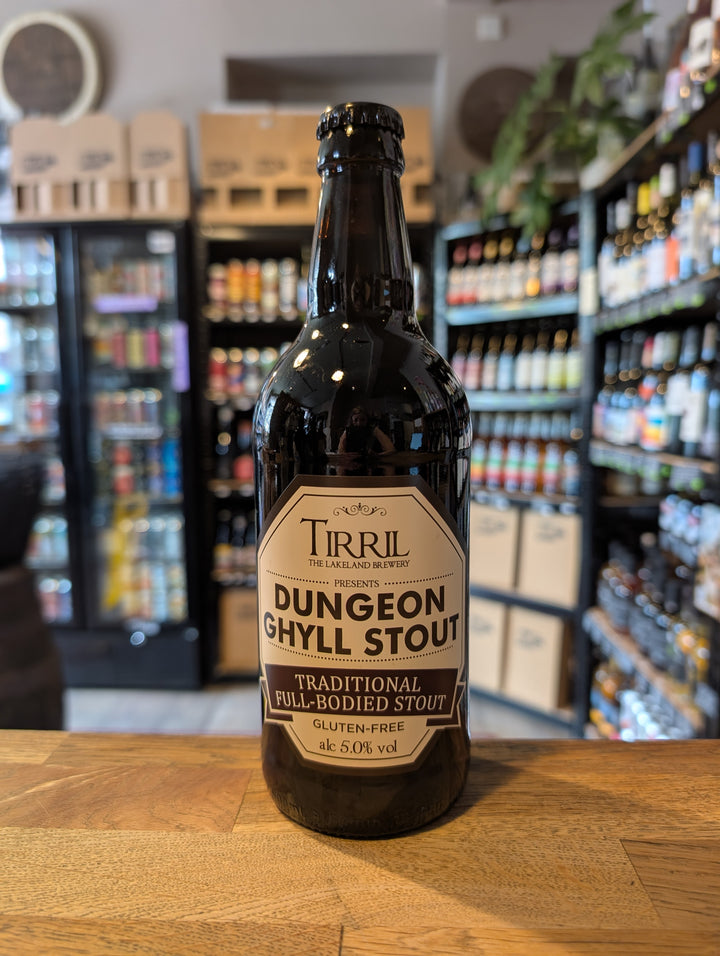 TIRRIL
THE LAKELAND BREWERY
PRESENTS
DUNGEON
GHYLL STOUT
TRADITIONAL
FULL-BODIED STOUT
GLUTEN-FREE
alc 5.0% vol